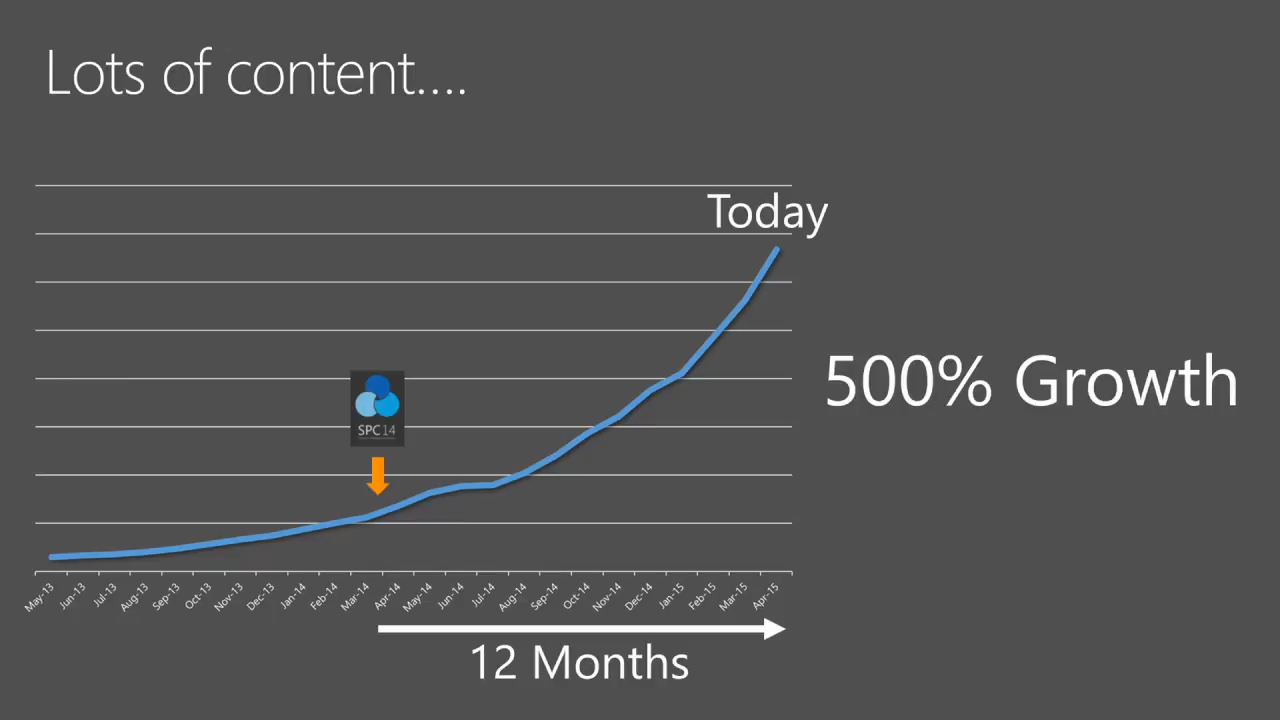 Lots of content....
Today
500% Growth
SPC14
May-13
Jun-13
Jul-13
Aug-13
Sep-13
Oct-13
Nov-13
Dec-13
Jan-14
Feb-14
Mar-14
Apr-14
May-14
Jun-14
Jul-14
Aug-14
Sep-14
Oct-14
Nov-14
Dec-14
Jan-15
Feb-15
Mar-15
Apr-15
12 Months